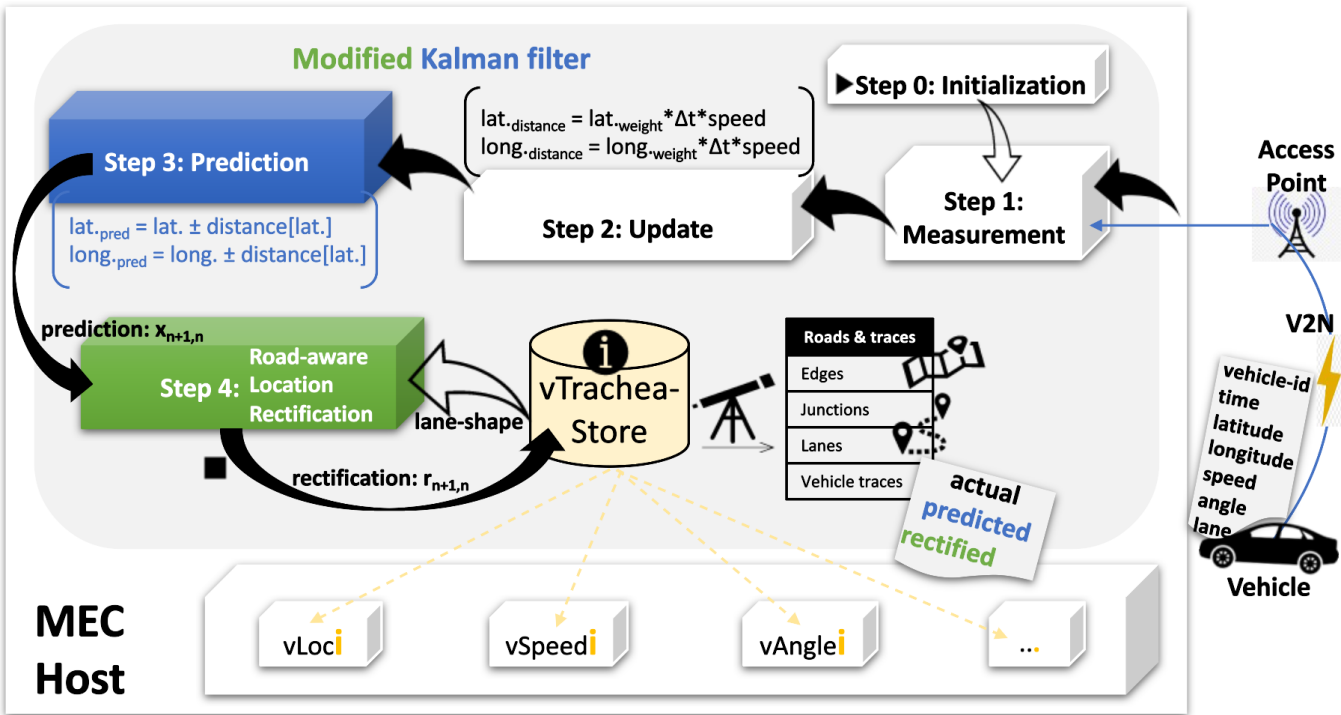 Modified Kalman filter
▶Step 0: Initialization
lat.distance = lat.weight*Δt*speed
long.distance = long.weight*Δt*speed
Step 3: Prediction
Step 2: Update
Step 1:
Measurement
Access
Point
lat.pred = lat. ± distance[lat.]
long.pred = long. ± distance[lat.]
V2N
prediction: xn+1,n
Step 4:
Road-aware
Location
Rectification
lane-shape
i
vTrachea-
Store
Roads & traces
Edges
Junctions
Lanes
Vehicle traces
rectification: rn+1,n
actual
predicted
rectified
vehicle-id
time
latitude
longitude
speed
angle
lane
Vehicle
MEC
Host
vLoci
vSpeedi
vAnglei
...